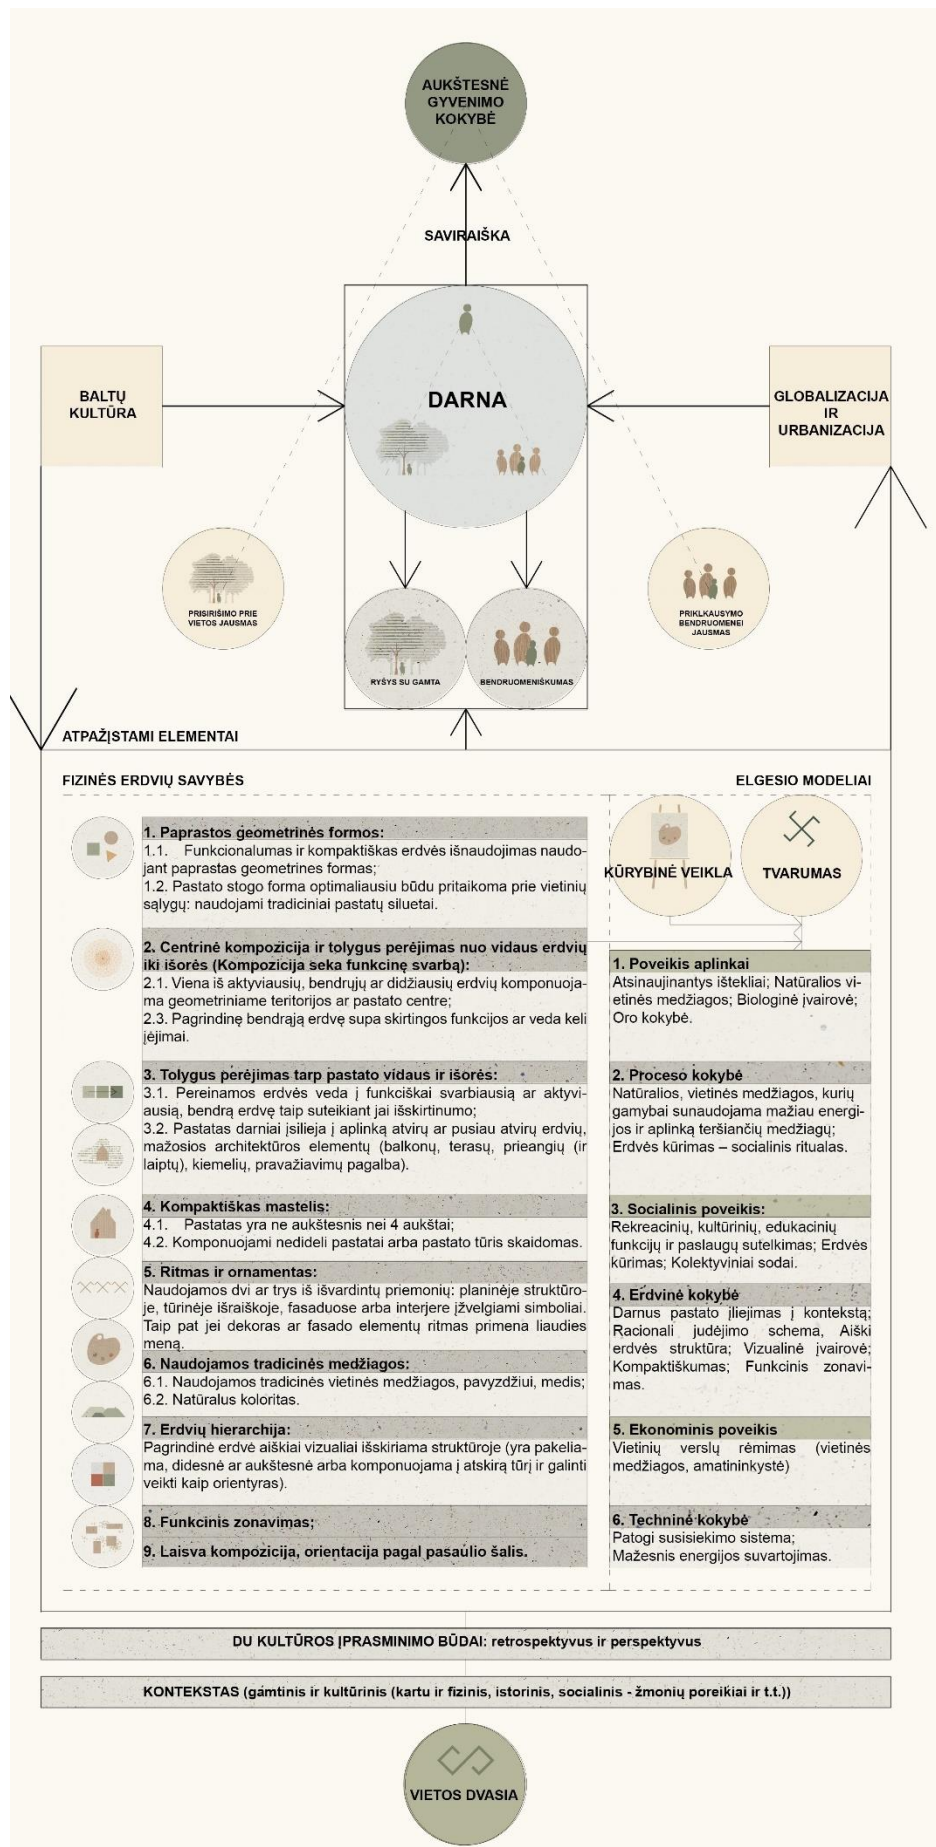 AUKŠTESNĖ
GYVENIMO
KOKYBĖ
SAVIRAIŠKA
BALTŲ
KULTŪRA
DARNA
GLOBALIZACIJA
IR
URBANIZACIJA
PRISIRIŠIMO PRIE
VIETOS JAUSMAS
PRIKLKAUSYMO
BENDRUOMENEI
JAUSMAS
RYŠYS SU GAMTA
BENDRUOMENIŠKUMAS
ATPAŽĮSTAMI ELEMENTAI
FIZINĖS ERDVIŲ SAVYBĖS
1. Paprastos geometrinės formos:
1.1. Funkcionalumas ir kompaktiškas erdvės išnaudojimas naudo-
jant paprastas geometrines formas;
1.2. Pastato stogo forma optimaliausiu būdu pritaikoma prie vietinių
sąlygų: naudojami tradiciniai pastatų siluetai.
2. Centrinė kompozicija ir tolygus perėjimas nuo vidaus erdvių
iki išorės (Kompozicija seka funkcinę svarbą):
2.1. Viena iš aktyviausių, bendrųjų ar didžiausių erdvių komponuoja-
ma geometriniame teritorijos ar pastato centre;
2.3. Pagrindinę bendrąją erdvę supa skirtingos funkcijos ar veda keli
įėjimai.
3. Tolygus perėjimas tarp pastato vidaus ir išorės:
3.1. Pereinamos erdvės veda į funkciškai svarbiausią ar aktyvi-
ausią, bendrą erdvę taip suteikiant jai išskirtinumo;
3.2. Pastatas darniai įsilieja į aplinką atvirų ar pusiau atvirų erdvių,
mažosios architektūros elementų (balkonų, terasų, prieangių (ir
laiptų), kiemelių, pravažiavimų pagalba).
4. Kompaktiškas mastelis:
4.1. Pastatas yra ne aukštesnis nei 4 aukštai;
4.2. Komponuojami nedideli pastatai arba pastato tūris skaidomas.
5. Ritmas ir ornamentas:
Naudojamos dvi ar trys iš išvardintų priemonių: planinėje struktūro-
je, tūrinėje išraiškoje, fasaduose arba interjere įžvelgiami simboliai.
Taip pat jei dekoras ar fasado elementų ritmas primena liaudies
meną.
6. Naudojamos tradicinės medžiagos:
6.1. Naudojamos tradicinės vietinės medžiagos, pavyzdžiui, medis;
6.2. Natūralus koloritas.
7. Erdvių hierarchija:
Pagrindinė erdvė aiškiai vizualiai išskiriama struktūroje (yra pakelia-
ma, didesnė ar aukštesnė arba komponuojama į atskirą tūrį ir galinti
veikti kaip orientyras).
8. Funkcinis zonavimas;
9. Laisva kompozicija, orientacija pagal pasaulio šalis.
ELGESIO MODELIAI
KŪRYBINĖ VEIKLA
TVARUMAS
1. Poveikis aplinkai
Atsinaujinantys ištekliai; Natūralios vi-
etinės medžiagos; Biologinė įvairovė;
Oro kokybė.
2. Proceso kokybė
Natūralios, vietinės medžiagos, kurių
gamybai sunaudojama mažiau energi-
jos ir aplinką teršiančių medžiagų;
Erdvės kūrimas – socialinis ritualas.
3. Socialinis poveikis:
Rekreacinių, kultūrinių, edukacinių
funkcijų ir paslaugų sutelkimas; Erdvės
kūrimas; Kolektyviniai sodai.
4. Erdvinė kokybė
Darnus pastato įliejimas į kontekstą;
Racionali judėjimo schema, Aiški
erdvės struktūra; Vizualinė įvairovė;
Kompaktiškumas; Funkcinis zonavi-
mas.
5. Ekonominis poveikis
Vietinių verslų rėmimas (vietinės
medžiagos, amatininkystė)
6. Techninė kokybė
Patogi susisiekimo sistema;
Mažesnis energijos suvartojimas.
DU KULTŪROS ĮPRASMINIMO BŪDAI: retrospektyvus ir perspektyvus
KONTEKSTAS (gamtinis ir kultūrinis (kartu ir fizinis, istorinis, socialinis - žmonių poreikiai ir t.t.))
VIETOS DVASIA